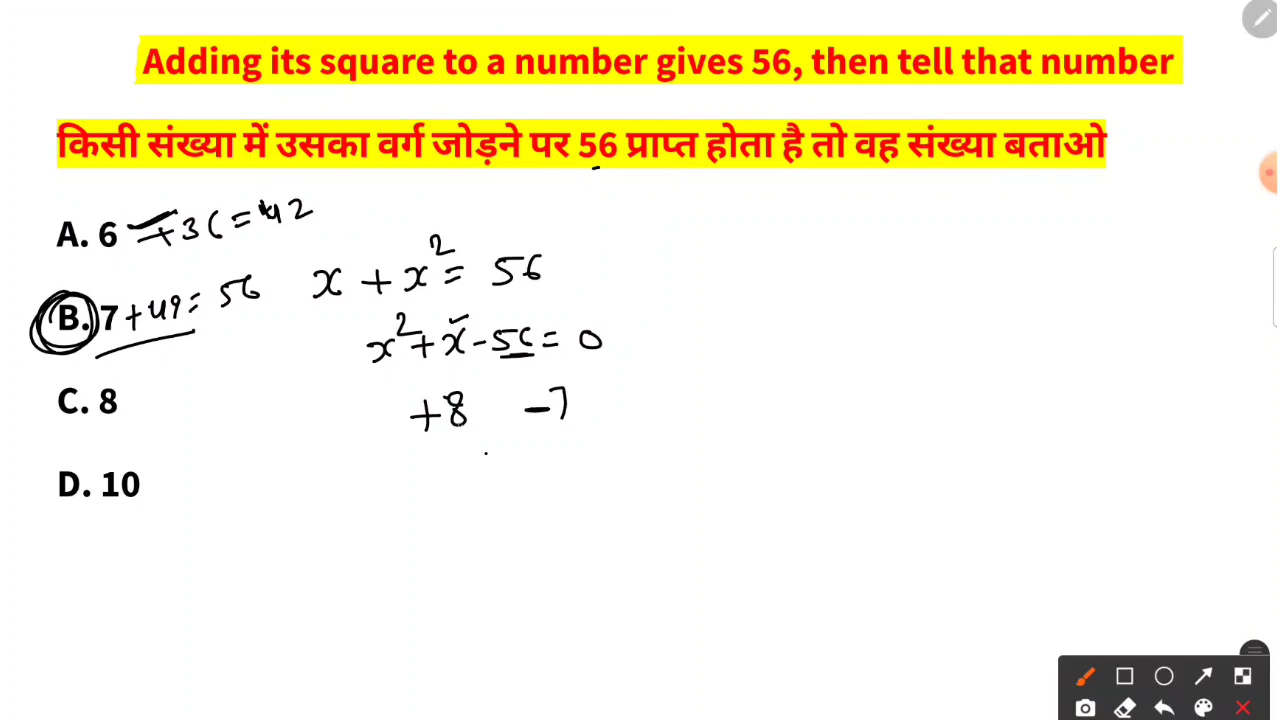 Adding its square to a number gives 56, then tell that number
किसी संख्या में उसका वर्ग जोड़ने पर 56 प्राप्त होता है तो वह संख्या बताओ
A. 6 + 36 = 42
B. 7 + 49 = 56
x + x² = 56
x² + x - 56 = 0
C. 8
+8 -7
D. 10